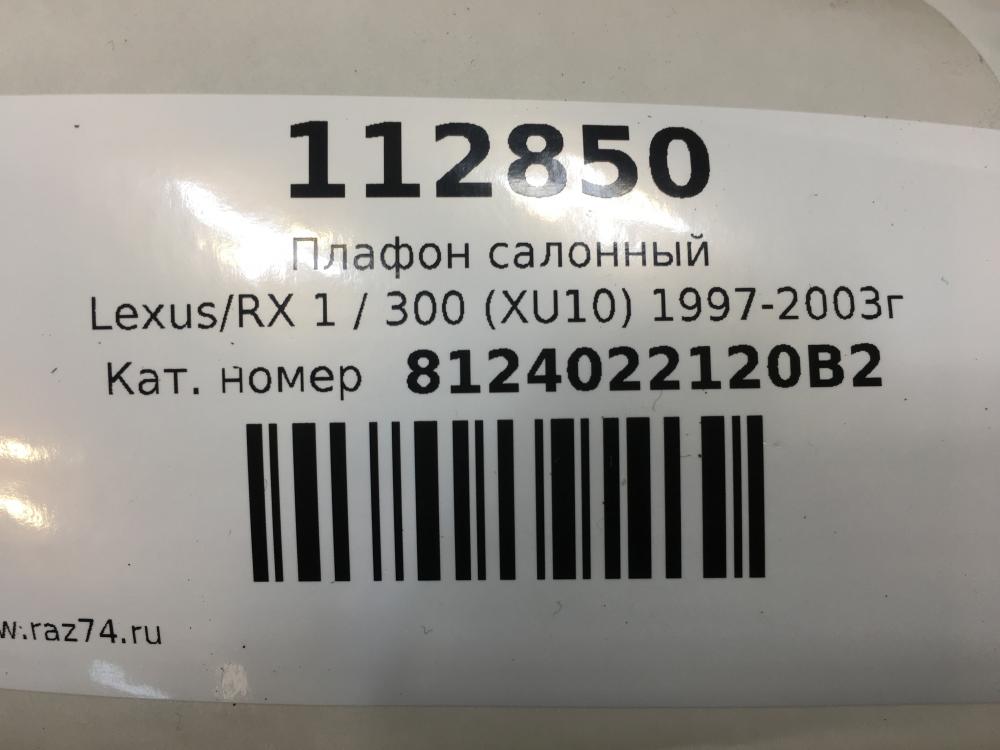 112850
Плафон салонный
Lexus/RX 1 / 300 (XU10) 1997-2003г
Кат. номер 8124022120B2
w.raz74.ru